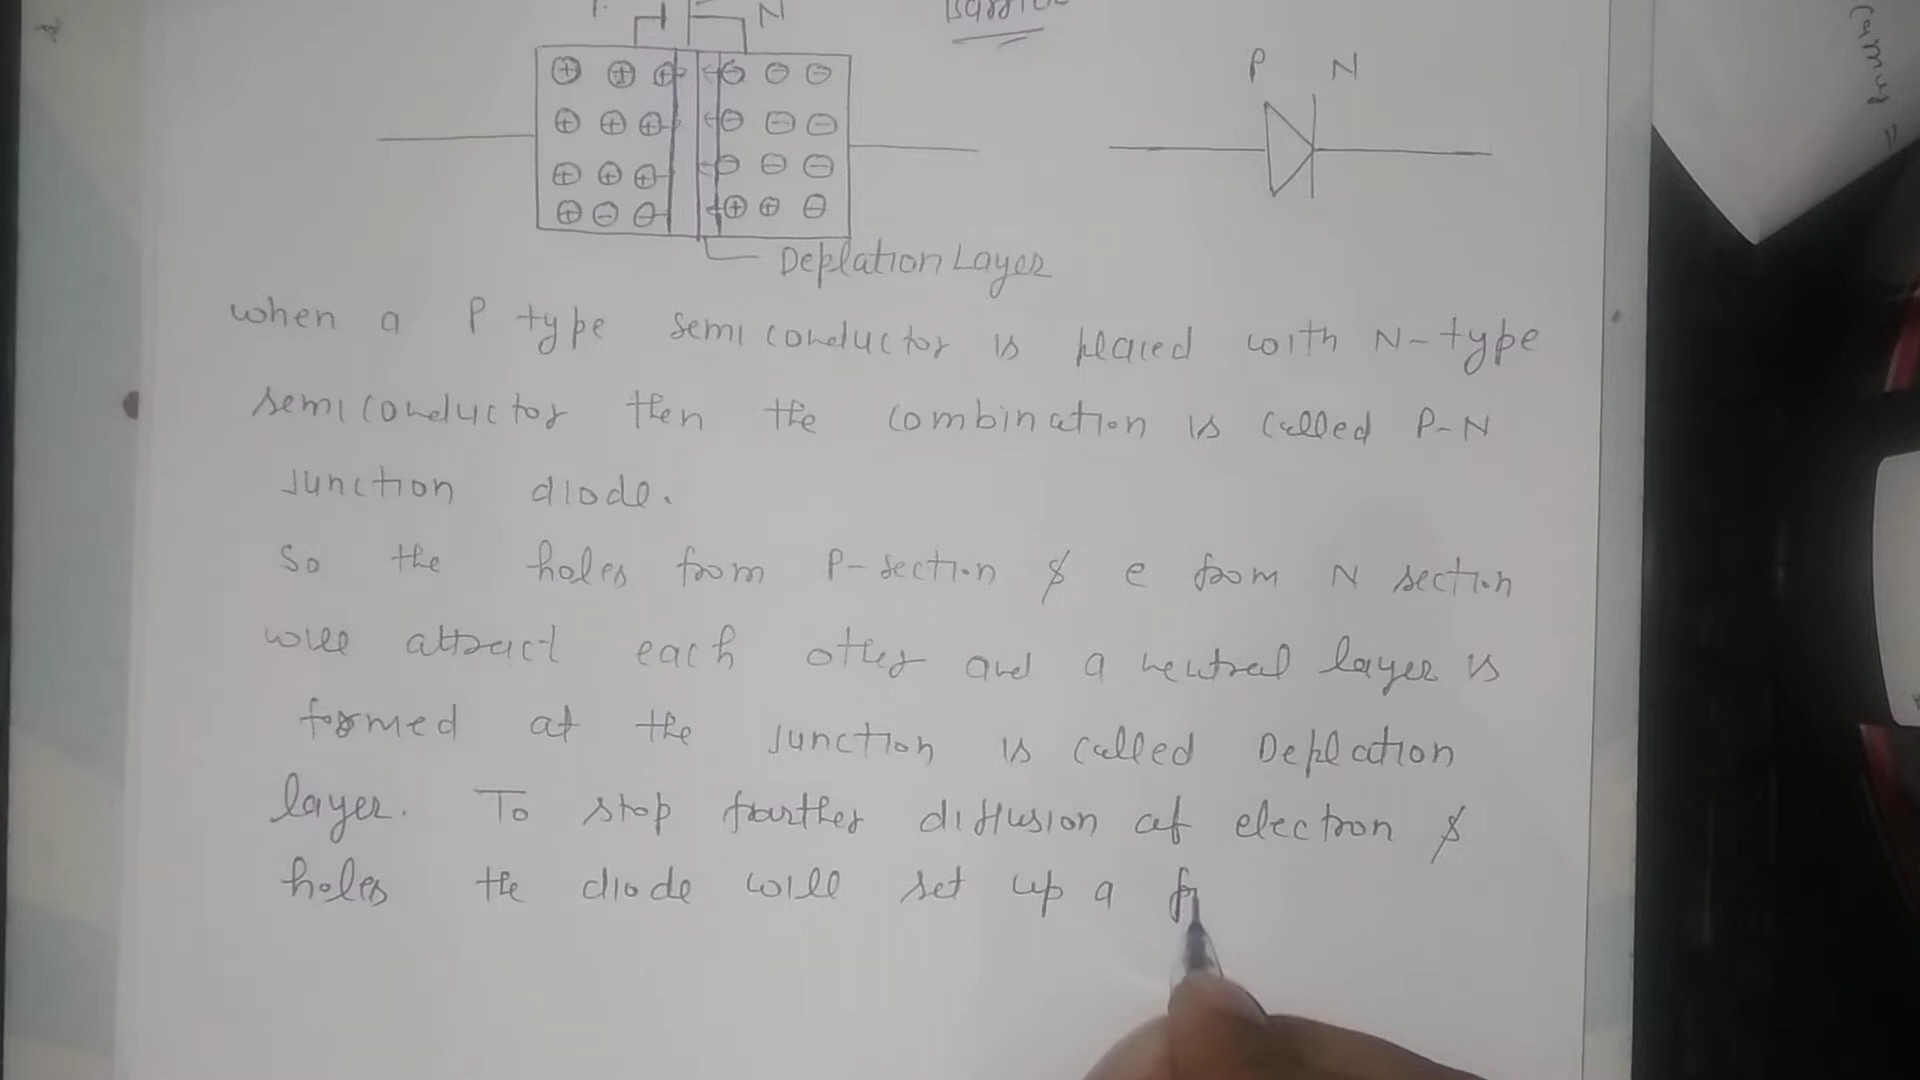 N
P N
Deplation Layer
when a P type semiconductor is placed with N-type
semiconductor then the combination is called P-N
Junction diode.
So the holes from P-section & e from N section
will attract each other and a neutral layer is
formed at the junction is called Deplation
layer. To stop further diffusion of electron &
holes the diode will set up a